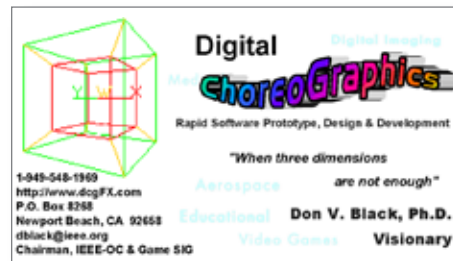 Digital
Digital Imaging
Med
ChoreoGraphics
Rapid Software Prototype, Design & Development
"When three dimensions
are not enough"
Y W X
Aerospace
Educational
Video Games
Don V. Black, Ph.D.
Visionary
1-949-548-1969
http://www.dcgFX.com
P.O. Box 8268
Newport Beach, CA 92658
dblack@ieee.org
Chairman, IEEE-OC & Game SIG